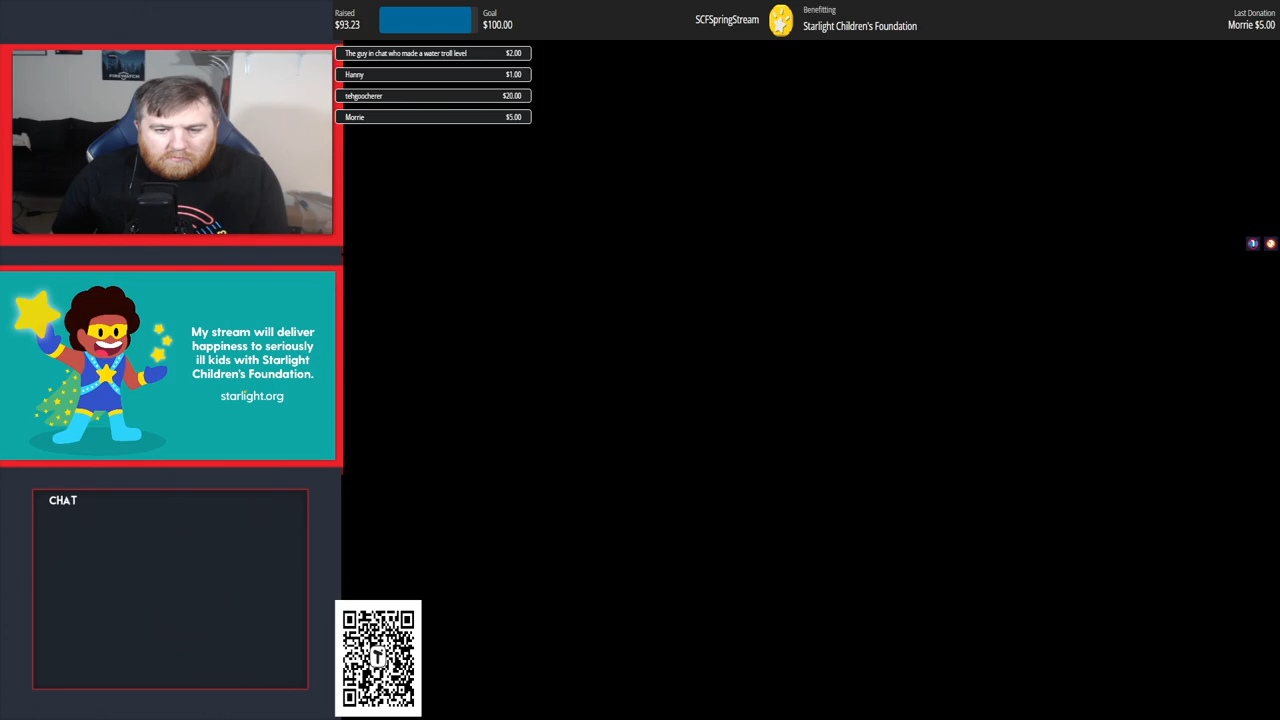 Raised
$93.23
Goal
$100.00
SCFSpringStream
Benefitting
Starlight Children's Foundation
Last Donation
Morrie $5.00
The guy in chat who made a water troll level $2.00
Hanny $1.00
tehgoocherer $20.00
Morrie $5.00
FIREWATCH
My stream will deliver
happiness to seriously
ill kids with Starlight
Children's Foundation.
starlight.org
CHAT
T